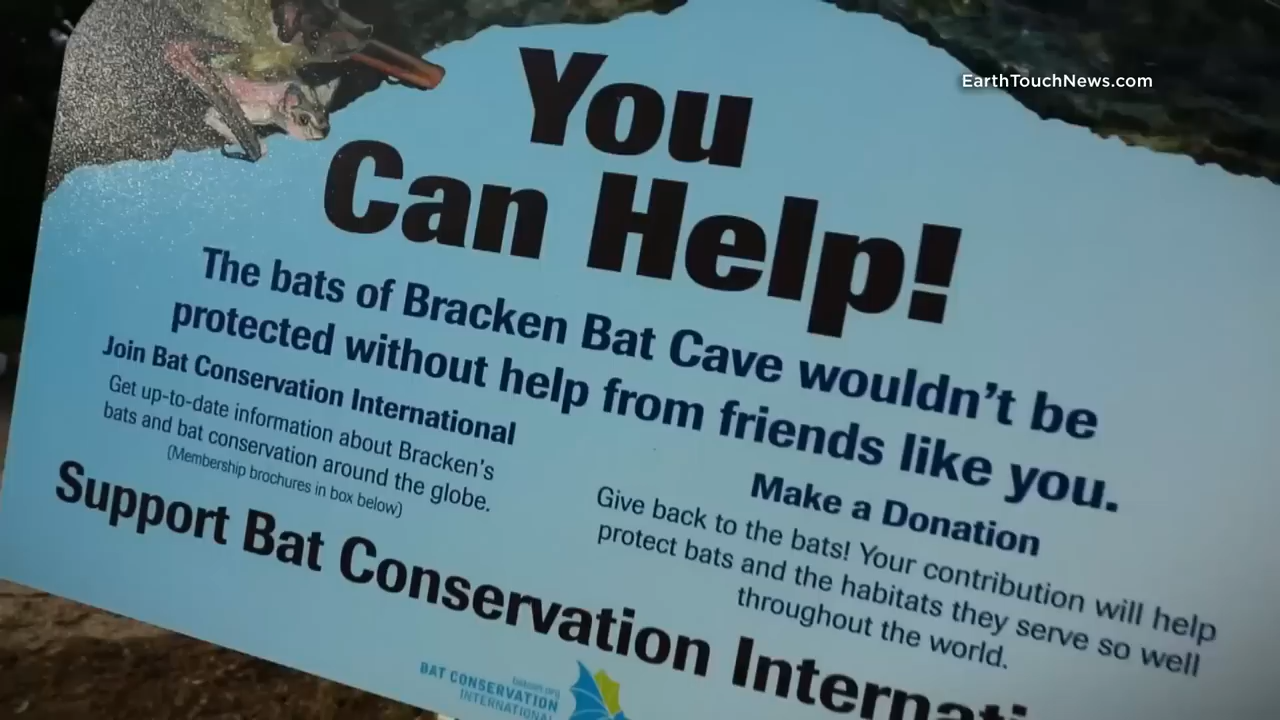 EarthTouchNews.com
You
Can Help!
The bats of Bracken Bat Cave wouldn't be
protected without help from friends like you.
Join Bat Conservation International
Get up-to-date information about Bracken's
bats and bat conservation around the globe.
(Membership brochures in box below)
Make a Donation
Give back to the bats! Your contribution will help
protect bats and the habitats they serve so well
throughout the world.
Support Bat Conservation Internati
batcon.org
BAT CONSERVATION
INTERNATIONAL